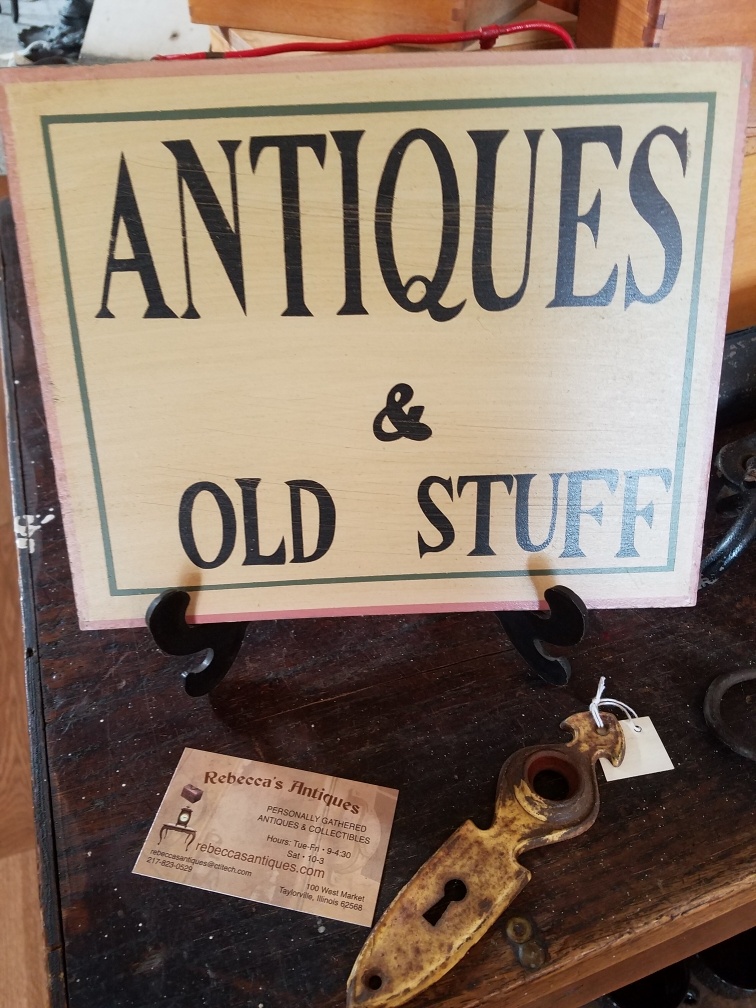 ANTIQUES
&
OLD STUFF
Rebecca's Antiques
PERSONALLY GATHERED
ANTIQUES & COLLECTIBLES
Hours: Tue-Fri • 9-4:30
Sat • 10-3
rebeccasantiques.com
rebeccasantiques@ctitech.com
217-823-0529
100 West Market
Taylorville, Illinois 62568